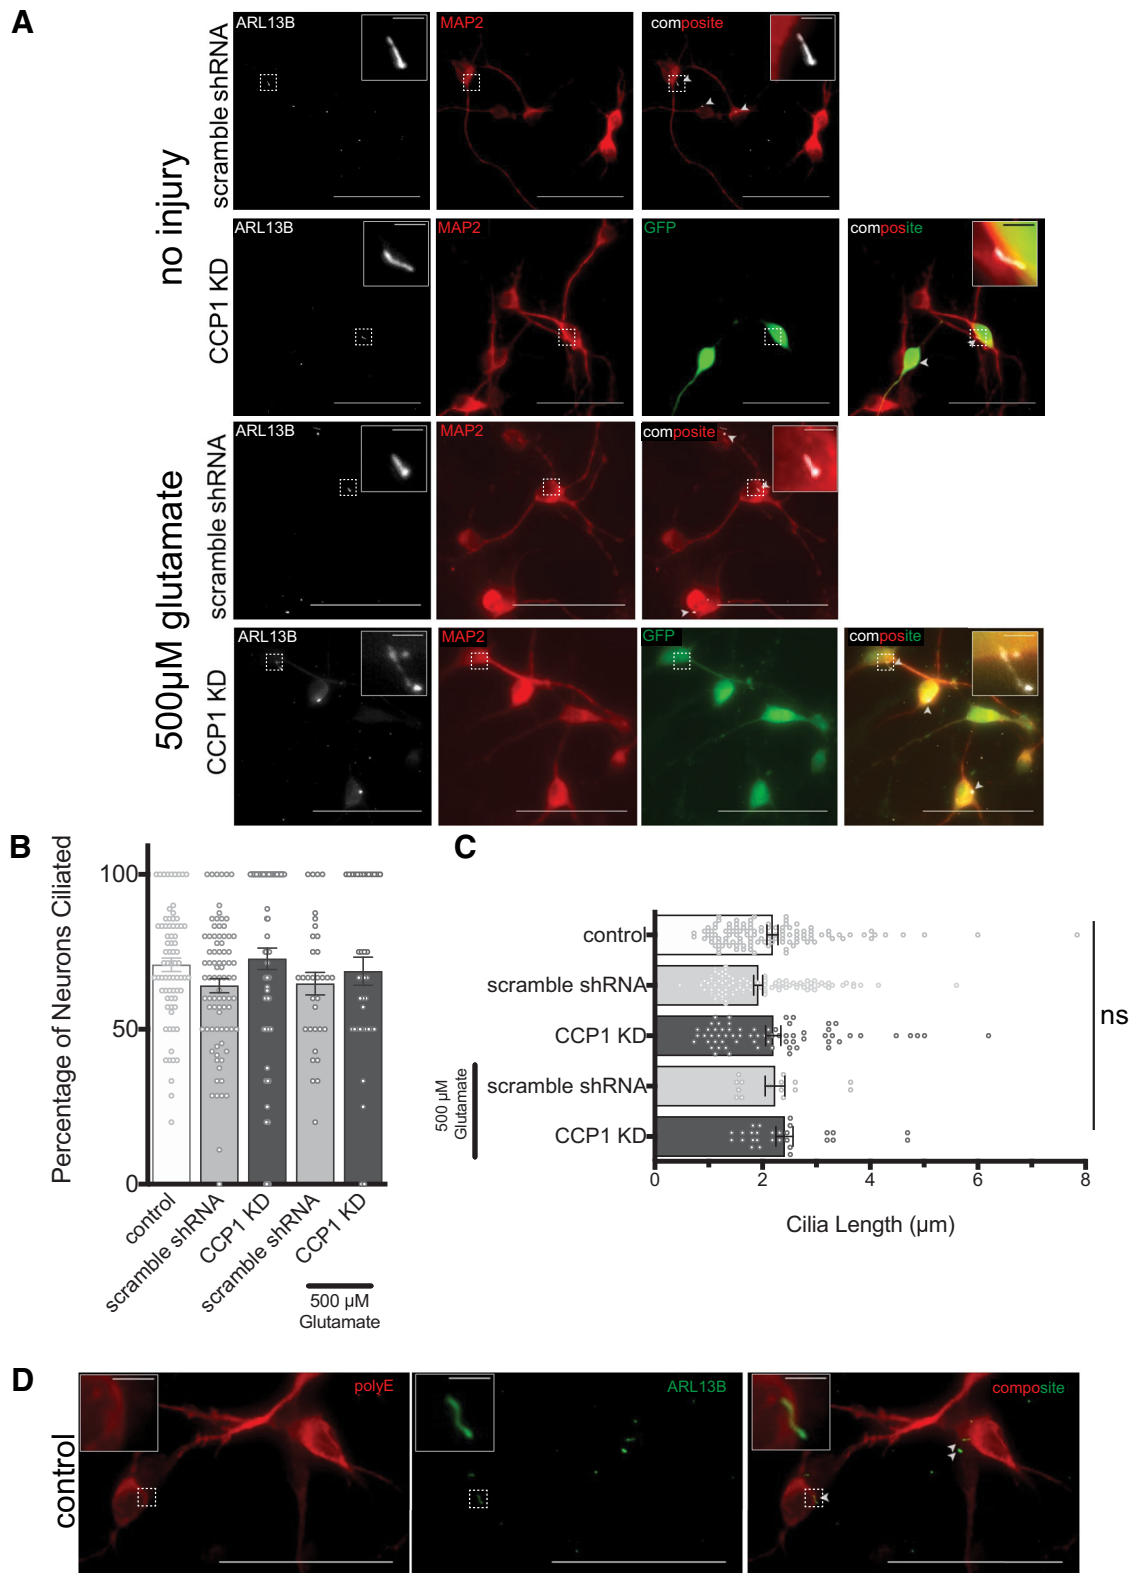 A
no injury
scramble shRNA
ARL13B
MAP2
composite
CCP1 KD
ARL13B
MAP2
GFP
composite
500µM glutamate
scramble shRNA
ARL13B
MAP2
composite
CCP1 KD
ARL13B
MAP2
GFP
composite
B
Percentage of Neurons Ciliated
100
50
0
control
scramble shRNA
CCP1 KD
scramble shRNA
CCP1 KD
500 µM
Glutamate
C
control
scramble shRNA
CCP1 KD
scramble shRNA
CCP1 KD
500 µM
Glutamate
ns
0 2 4 6 8
Cilia Length (µm)
D
control
polyE
ARL13B
composite